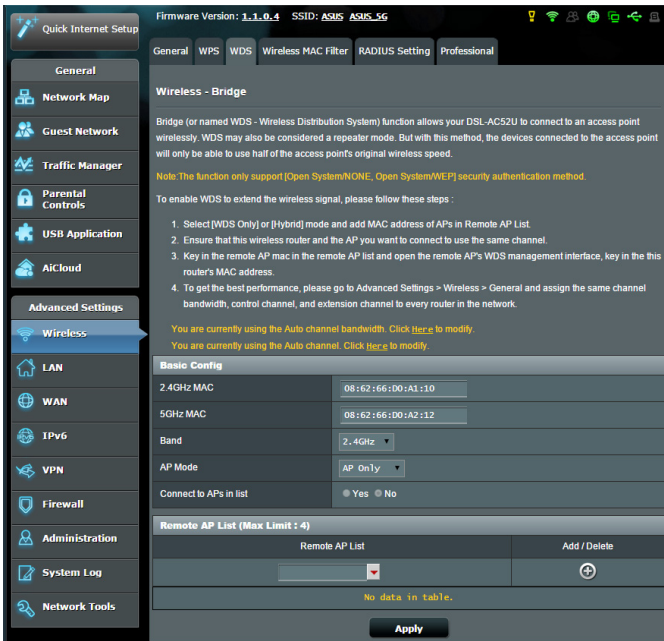 Quick Internet Setup
General
Network Map
Guest Network
Traffic Manager
Parental
Controls
USB Application
AiCloud
Advanced Settings
Wireless
LAN
WAN
IPv6
VPN
Firewall
Administration
System Log
Network Tools
Firmware Version: 1.1.0.4 SSID: ASUS ASUS_5G
General WPS WDS Wireless MAC Filter RADIUS Setting Professional
Wireless - Bridge
Bridge (or named WDS - Wireless Distribution System) function allows your DSL-AC52U to connect to an access point
wirelessly. WDS may also be considered a repeater mode. But with this method, the devices connected to the access point
will only be able to use half of the access point's original wireless speed.
Note:The function only support [Open System/NONE, Open System/WEP] security authentication method.
To enable WDS to extend the wireless signal, please follow these steps :
1. Select [WDS Only] or [Hybrid] mode and add MAC address of APs in Remote AP List.
2. Ensure that this wireless router and the AP you want to connect to use the same channel.
3. Key in the remote AP mac in the remote AP list and open the remote AP's WDS management interface, key in the this
router's MAC address.
4. To get the best performance, please go to Advanced Settings > Wireless > General and assign the same channel
bandwidth, control channel, and extension channel to every router in the network.
You are currently using the Auto channel bandwidth. Click Here to modify.
You are currently using the Auto channel. Click Here to modify.
Basic Config
2.4GHz MAC 08:62:66:D0:A1:10
5GHz MAC 08:62:66:D0:A2:12
Band 2.4GHz
AP Mode AP Only
Connect to APs in list Yes No
Remote AP List (Max Limit : 4)
Remote AP List Add / Delete
No data in table.
Apply